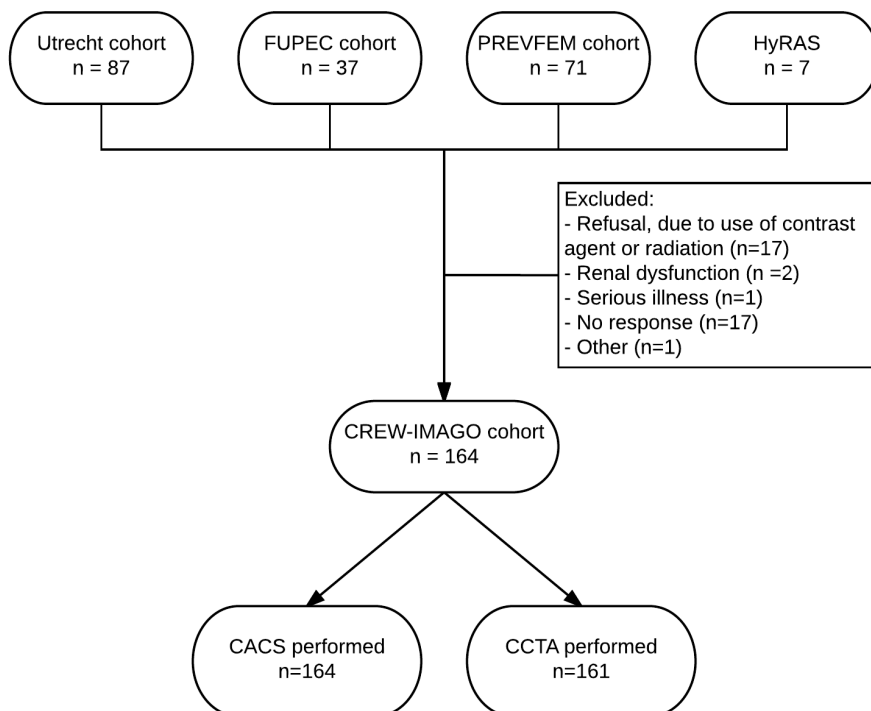 Utrecht cohort
n = 87
FUPEC cohort
n = 37
PREVFEM cohort
n = 71
HyRAS
n = 7
Excluded:
- Refusal, due to use of contrast
agent or radiation (n=17)
- Renal dysfunction (n =2)
- Serious illness (n=1)
- No response (n=17)
- Other (n=1)
CREW-IMAGO cohort
n = 164
CACS performed
n=164
CCTA performed
n=161